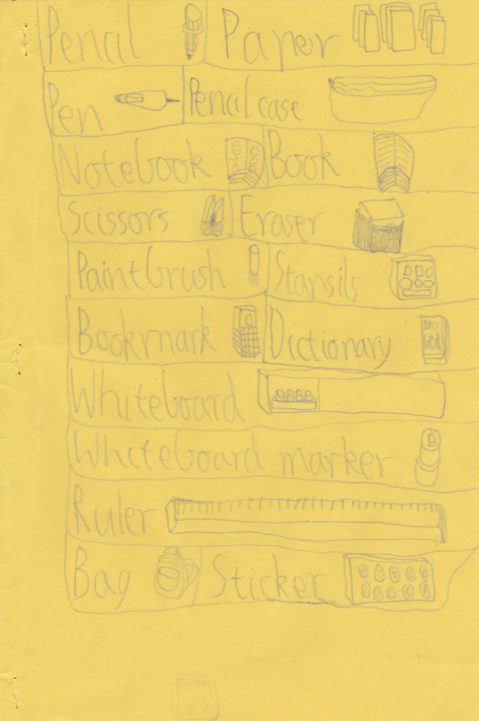 Pencil Paper
Pen Pencil case
Notebook Book
Scissors Eraser
Paintbrush Stansils
Bookmark Dictionary
Whiteboard
Whiteboard marker
Ruler
Bag Sticker